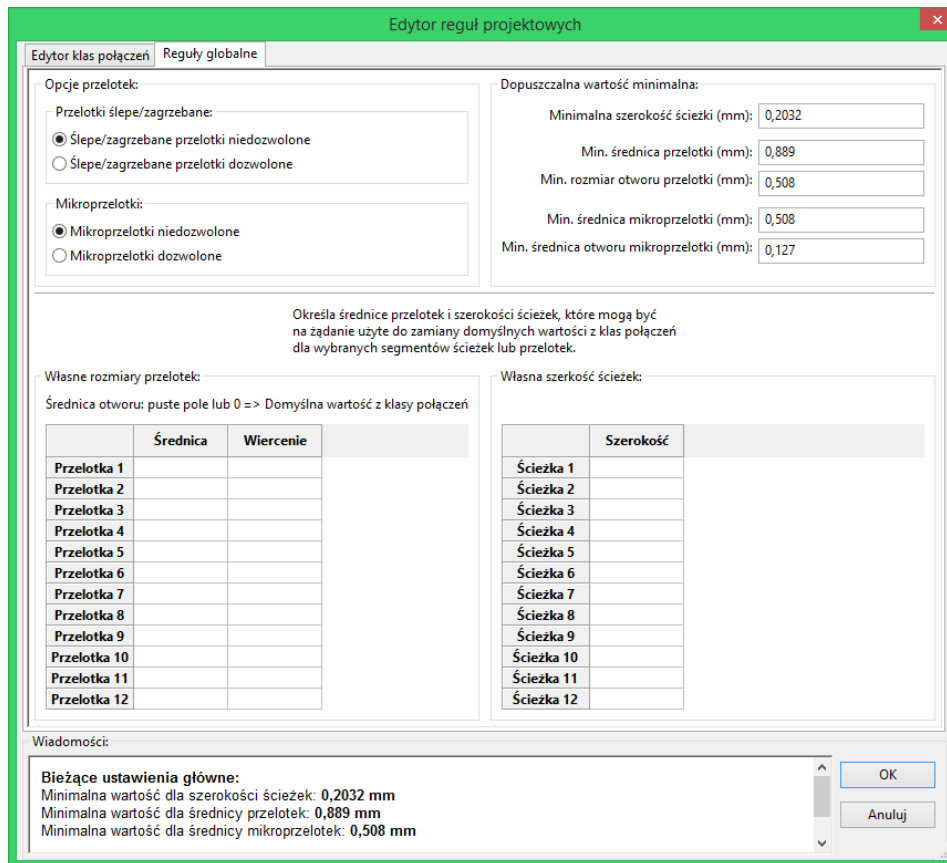 Edytor reguł projektowych
Edytor klas połączeń
Reguły globalne
Opcje przelotek:
Przelotki ślepe/zagrzebane:
Ślepe/zagrzebane przelotki niedozwolone
Ślepe/zagrzebane przelotki dozwolone
Mikroprzelotki:
Mikroprzelotki niedozwolone
Mikroprzelotki dozwolone
Dopuszczalna wartość minimalna:
Minimalna szerokość ścieżki (mm): 0,2032
Min. średnica przelotki (mm): 0,889
Min. rozmiar otworu przelotki (mm): 0,508
Min. średnica mikroprzelotki (mm): 0,508
Min. średnica otworu mikroprzelotki (mm): 0,127
Określa średnice przelotek i szerokości ścieżek, które mogą być
na żądanie użyte do zamiany domyślnych wartości z klas połączeń
dla wybranych segmentów ścieżek lub przelotek.
Własne rozmiary przelotek:
Średnica otworu: puste pole lub 0 => Domyślna wartość z klasy połączeń
Średnica Wiercenie
Przelotka 1
Przelotka 2
Przelotka 3
Przelotka 4
Przelotka 5
Przelotka 6
Przelotka 7
Przelotka 8
Przelotka 9
Przelotka 10
Przelotka 11
Przelotka 12
Własna szerkość ścieżek:
Szerokość
Ścieżka 1
Ścieżka 2
Ścieżka 3
Ścieżka 4
Ścieżka 5
Ścieżka 6
Ścieżka 7
Ścieżka 8
Ścieżka 9
Ścieżka 10
Ścieżka 11
Ścieżka 12
Wiadomości:
Bieżące ustawienia główne:
Minimalna wartość dla szerokości ścieżek: 0,2032 mm
Minimalna wartość dla średnicy przelotek: 0,889 mm
Minimalna wartość dla średnicy mikroprzelotek: 0,508 mm
OK
Anuluj